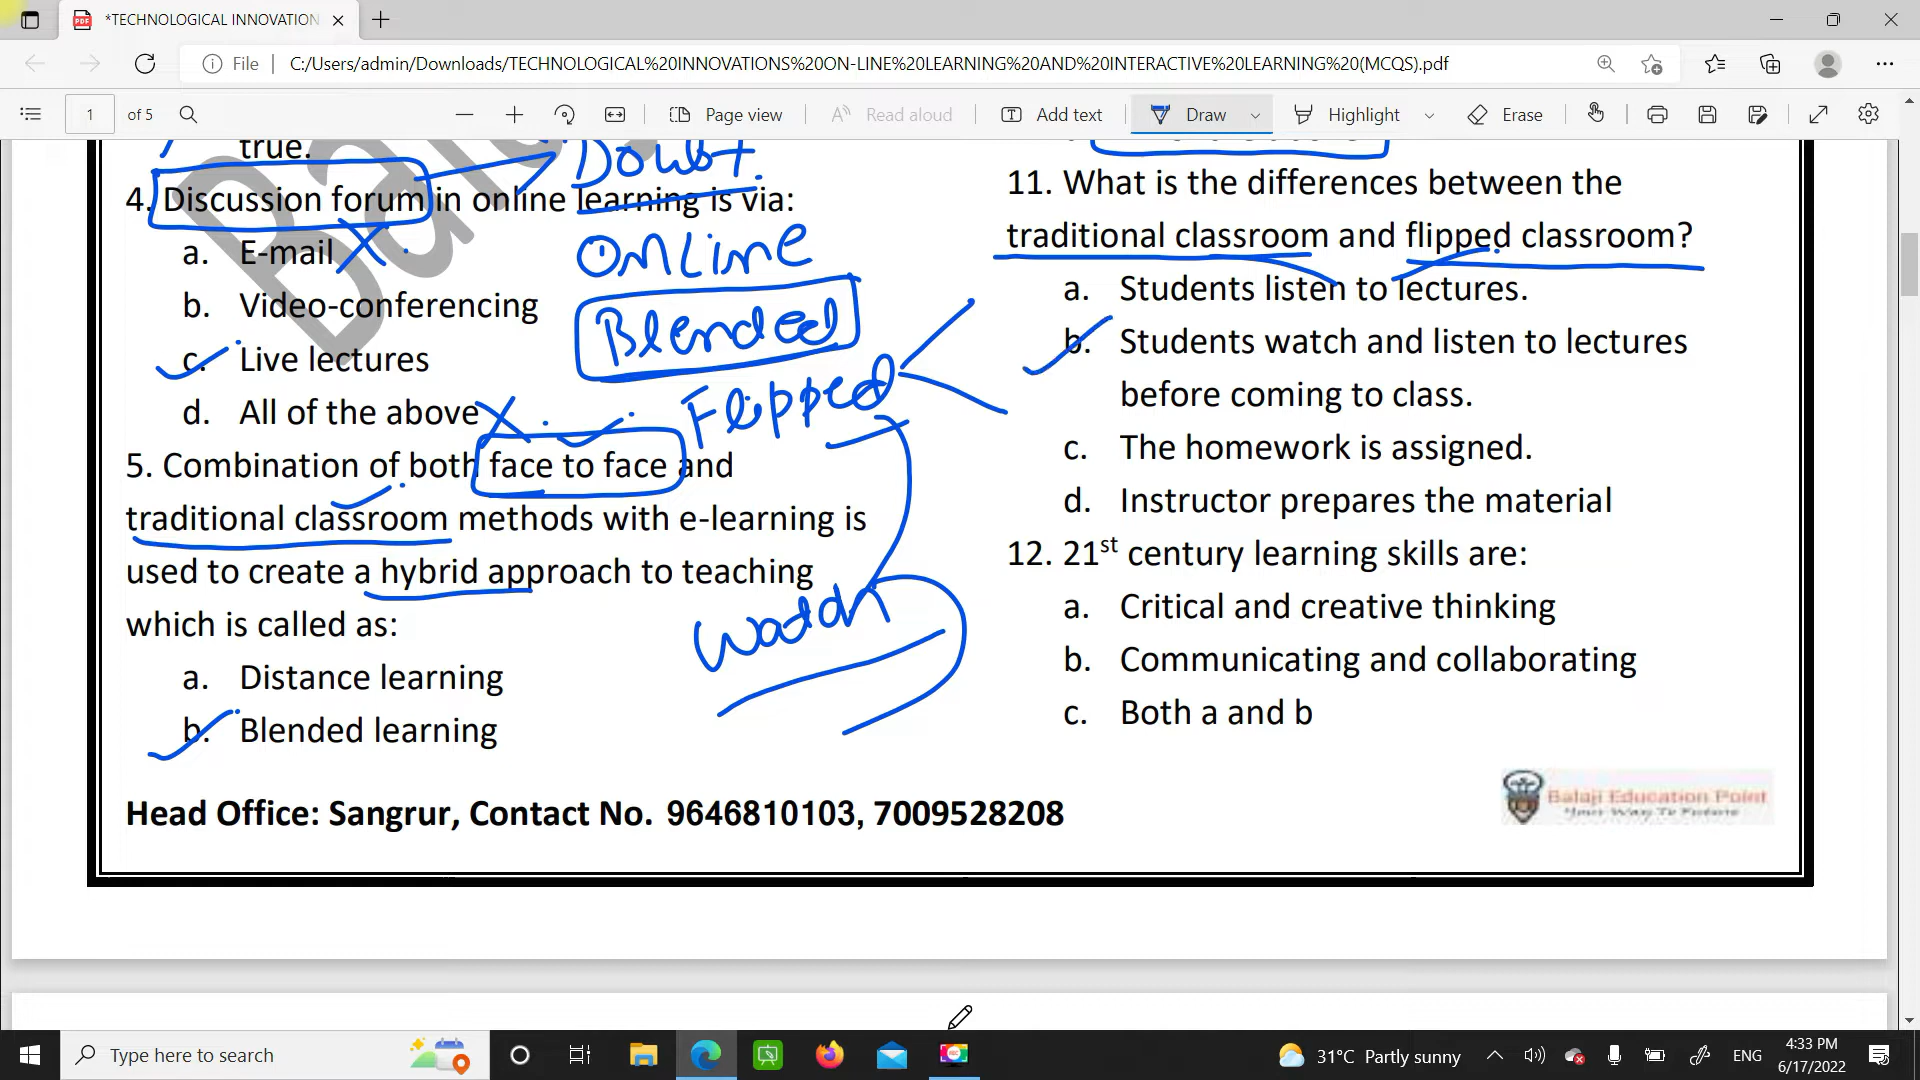 *TECHNOLOGICAL INNOVATION
File
C:/Users/admin/Downloads/TECHNOLOGICAL%20INNOVATIONS%20ON-LINE%20LEARNING%20AND%20INTERACTIVE%20LEARNING%20(MCQS).pdf
1 of 5
Page view
Read aloud
Add text
Draw
Highlight
Erase
true.
Doubt.
4. Discussion forum in online learning is via:
a. E-mail
b. Video-conferencing
c. Live lectures
d. All of the above
Online
Blended
Flipped
5. Combination of both face to face and
traditional classroom methods with e-learning is
used to create a hybrid approach to teaching
which is called as:
a. Distance learning
b. Blended learning
11. What is the differences between the
traditional classroom and flipped classroom?
a. Students listen to lectures.
b. Students watch and listen to lectures
before coming to class.
c. The homework is assigned.
d. Instructor prepares the material
12. 21st century learning skills are:
a. Critical and creative thinking
b. Communicating and collaborating
c. Both a and b
Head Office: Sangrur, Contact No. 9646810103, 7009528208
Balaji Education Point
Your Way To Future
Type here to search
31°C Partly sunny
ENG
4:33 PM
6/17/2022